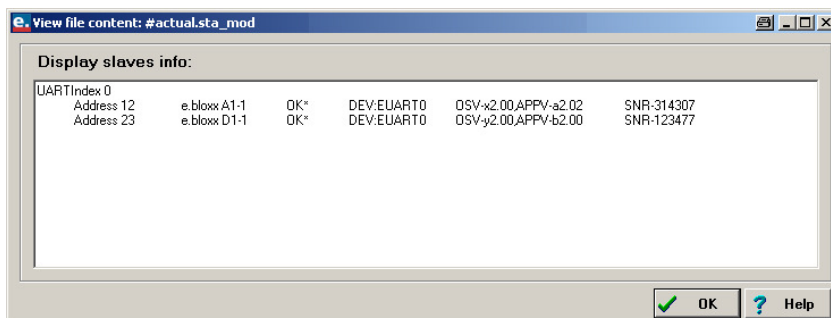 e. View file content: #actual.sta_mod
Display slaves info:
UARTIndex 0
Address 12 e.bloxx A1-1 OK* DEV:EUART0 OSV-x2.00,APPV-a2.02 SNR-314307
Address 23 e.bloxx D1-1 OK* DEV:EUART0 OSV-y2.00,APPV-b2.00 SNR-123477
OK ? Help